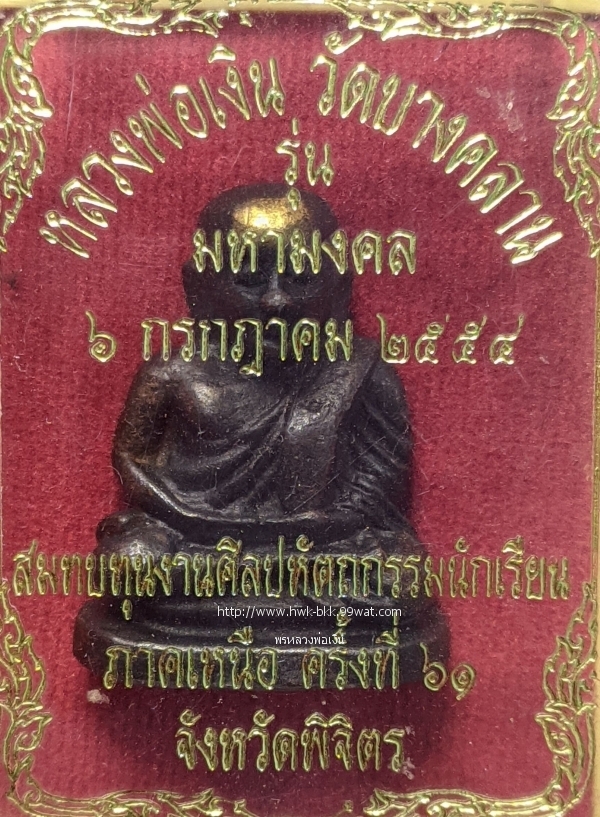 หลวงพ่อเงิน วัดบางคลาน
รุ่น
มหามงคล
๖ กรกฎาคม ๒๕๕๔
สมทบทุนงานศิลปหัตถกรรมนักเรียน
http://www.hwk-bkk.99wat.com
พรหลวงพ่อเงิน
ภาคเหนือ ครั้งที่ ๖๑
จังหวัดพิจิตร